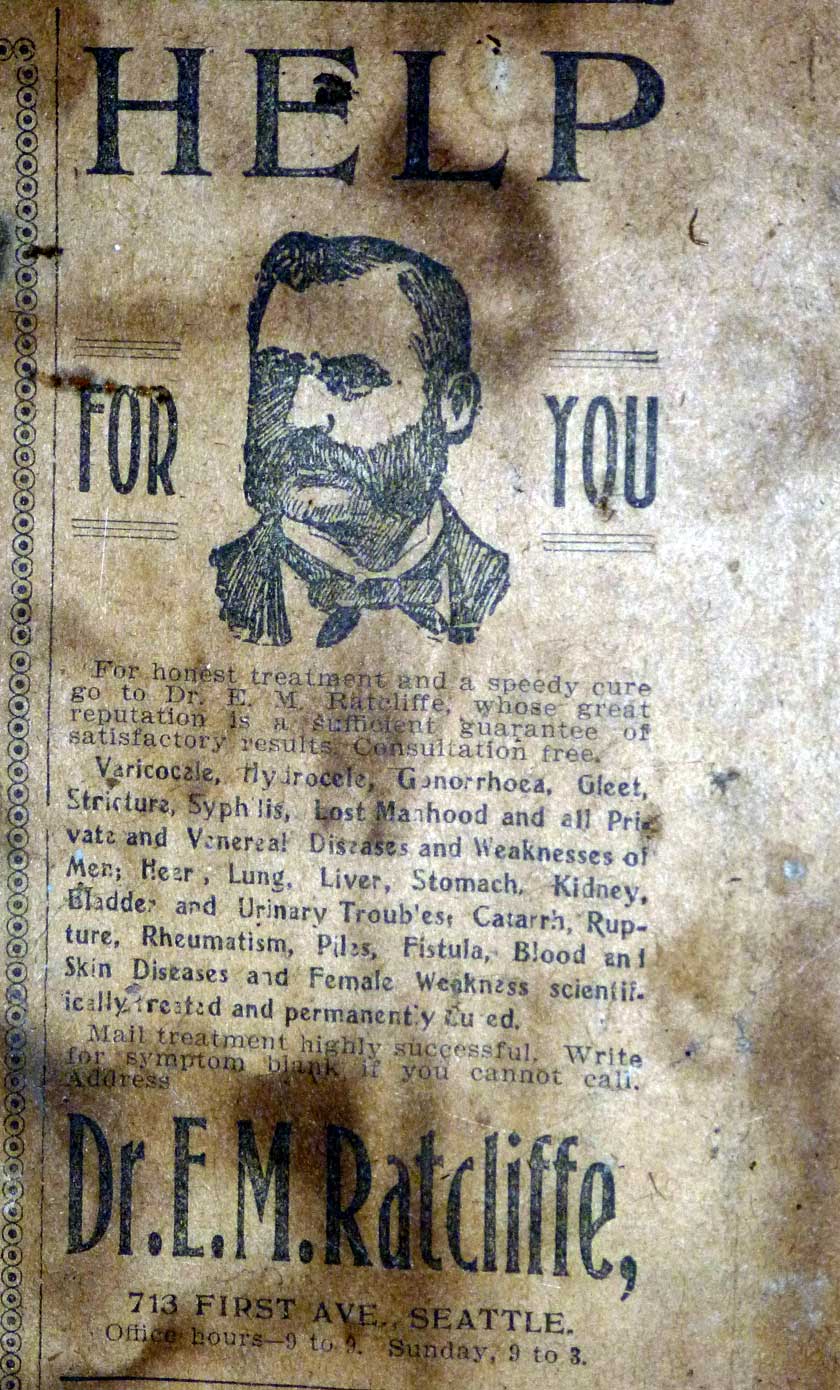 HELP
FOR
YOU
For honest treatment and a speedy cure
go to Dr. E. M. Ratcliffe, whose great
reputation is a sufficient guarantee of
satisfactory results. Consultation free.
Varicocele, Hydrocele, Gonorrhoea, Gleet,
Stricture, Syphilis, Lost Manhood and all Pri-
vate and Venereal Diseases and Weaknesses of
Men; Hear, Lung, Liver, Stomach, Kidney,
Bladder and Urinary Troubles, Catarrh, Rup-
ture, Rheumatism, Piles, Fistula, Blood and
Skin Diseases and Female Weakness scientif-
ically treated and permanently cured.
Mail treatment highly successful. Write
for symptom blank if you cannot call.
Address
Dr. E. M. Ratcliffe,
713 FIRST AVE., SEATTLE.
Office hours—9 to 9. Sunday, 9 to 3.